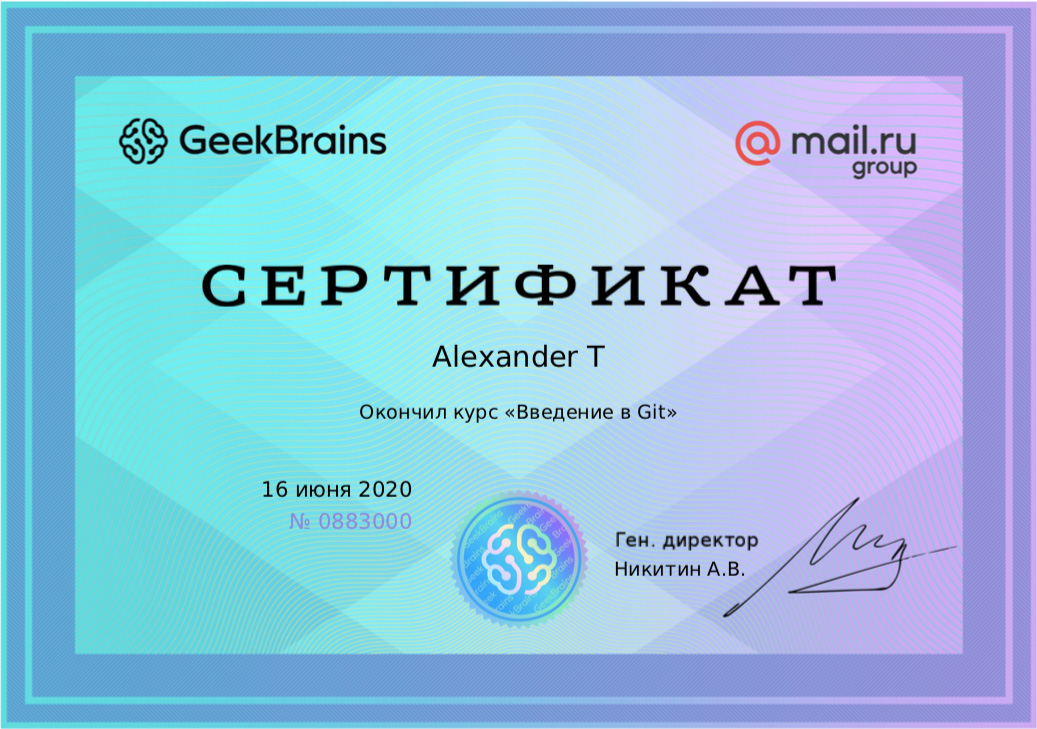 GeekBrains
@mail.ru
group
СЕРТИФИКАТ
Alexander T
Окончил курс «Введение в Git»
16 июня 2020
№ 0883000
Ген. директор
Никитин А.В.